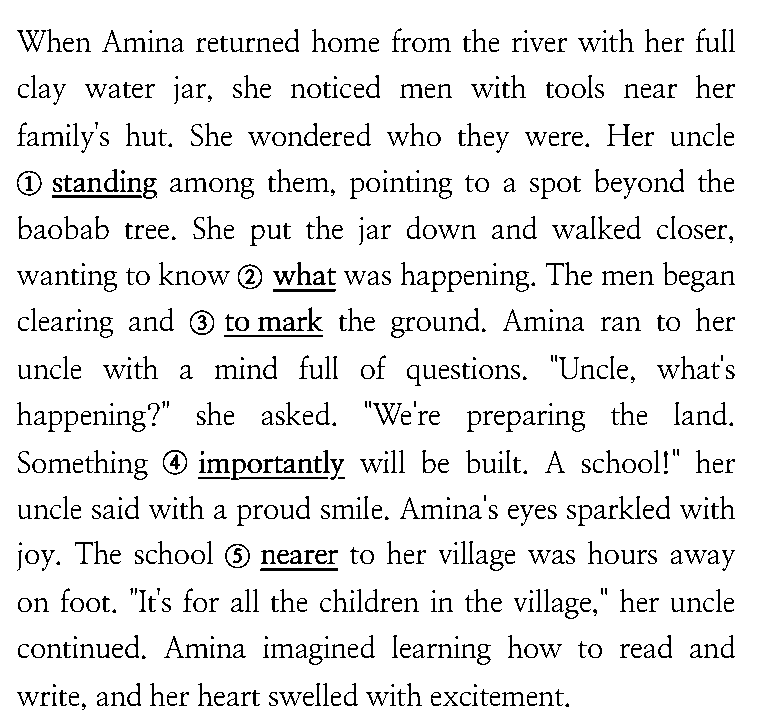 When Amina returned home from the river with her full
clay water jar, she noticed men with tools near her
family's hut. She wondered who they were. Her uncle
① standing among them, pointing to a spot beyond the
baobab tree. She put the jar down and walked closer,
wanting to know ② what was happening. The men began
clearing and ③ to mark the ground. Amina ran to her
uncle with a mind full of questions. "Uncle, what's
happening?" she asked. "We're preparing the land.
Something ④ importantly will be built. A school!" her
uncle said with a proud smile. Amina's eyes sparkled with
joy. The school ⑤ nearer to her village was hours away
on foot. "It's for all the children in the village," her uncle
continued. Amina imagined learning how to read and
write, and her heart swelled with excitement.